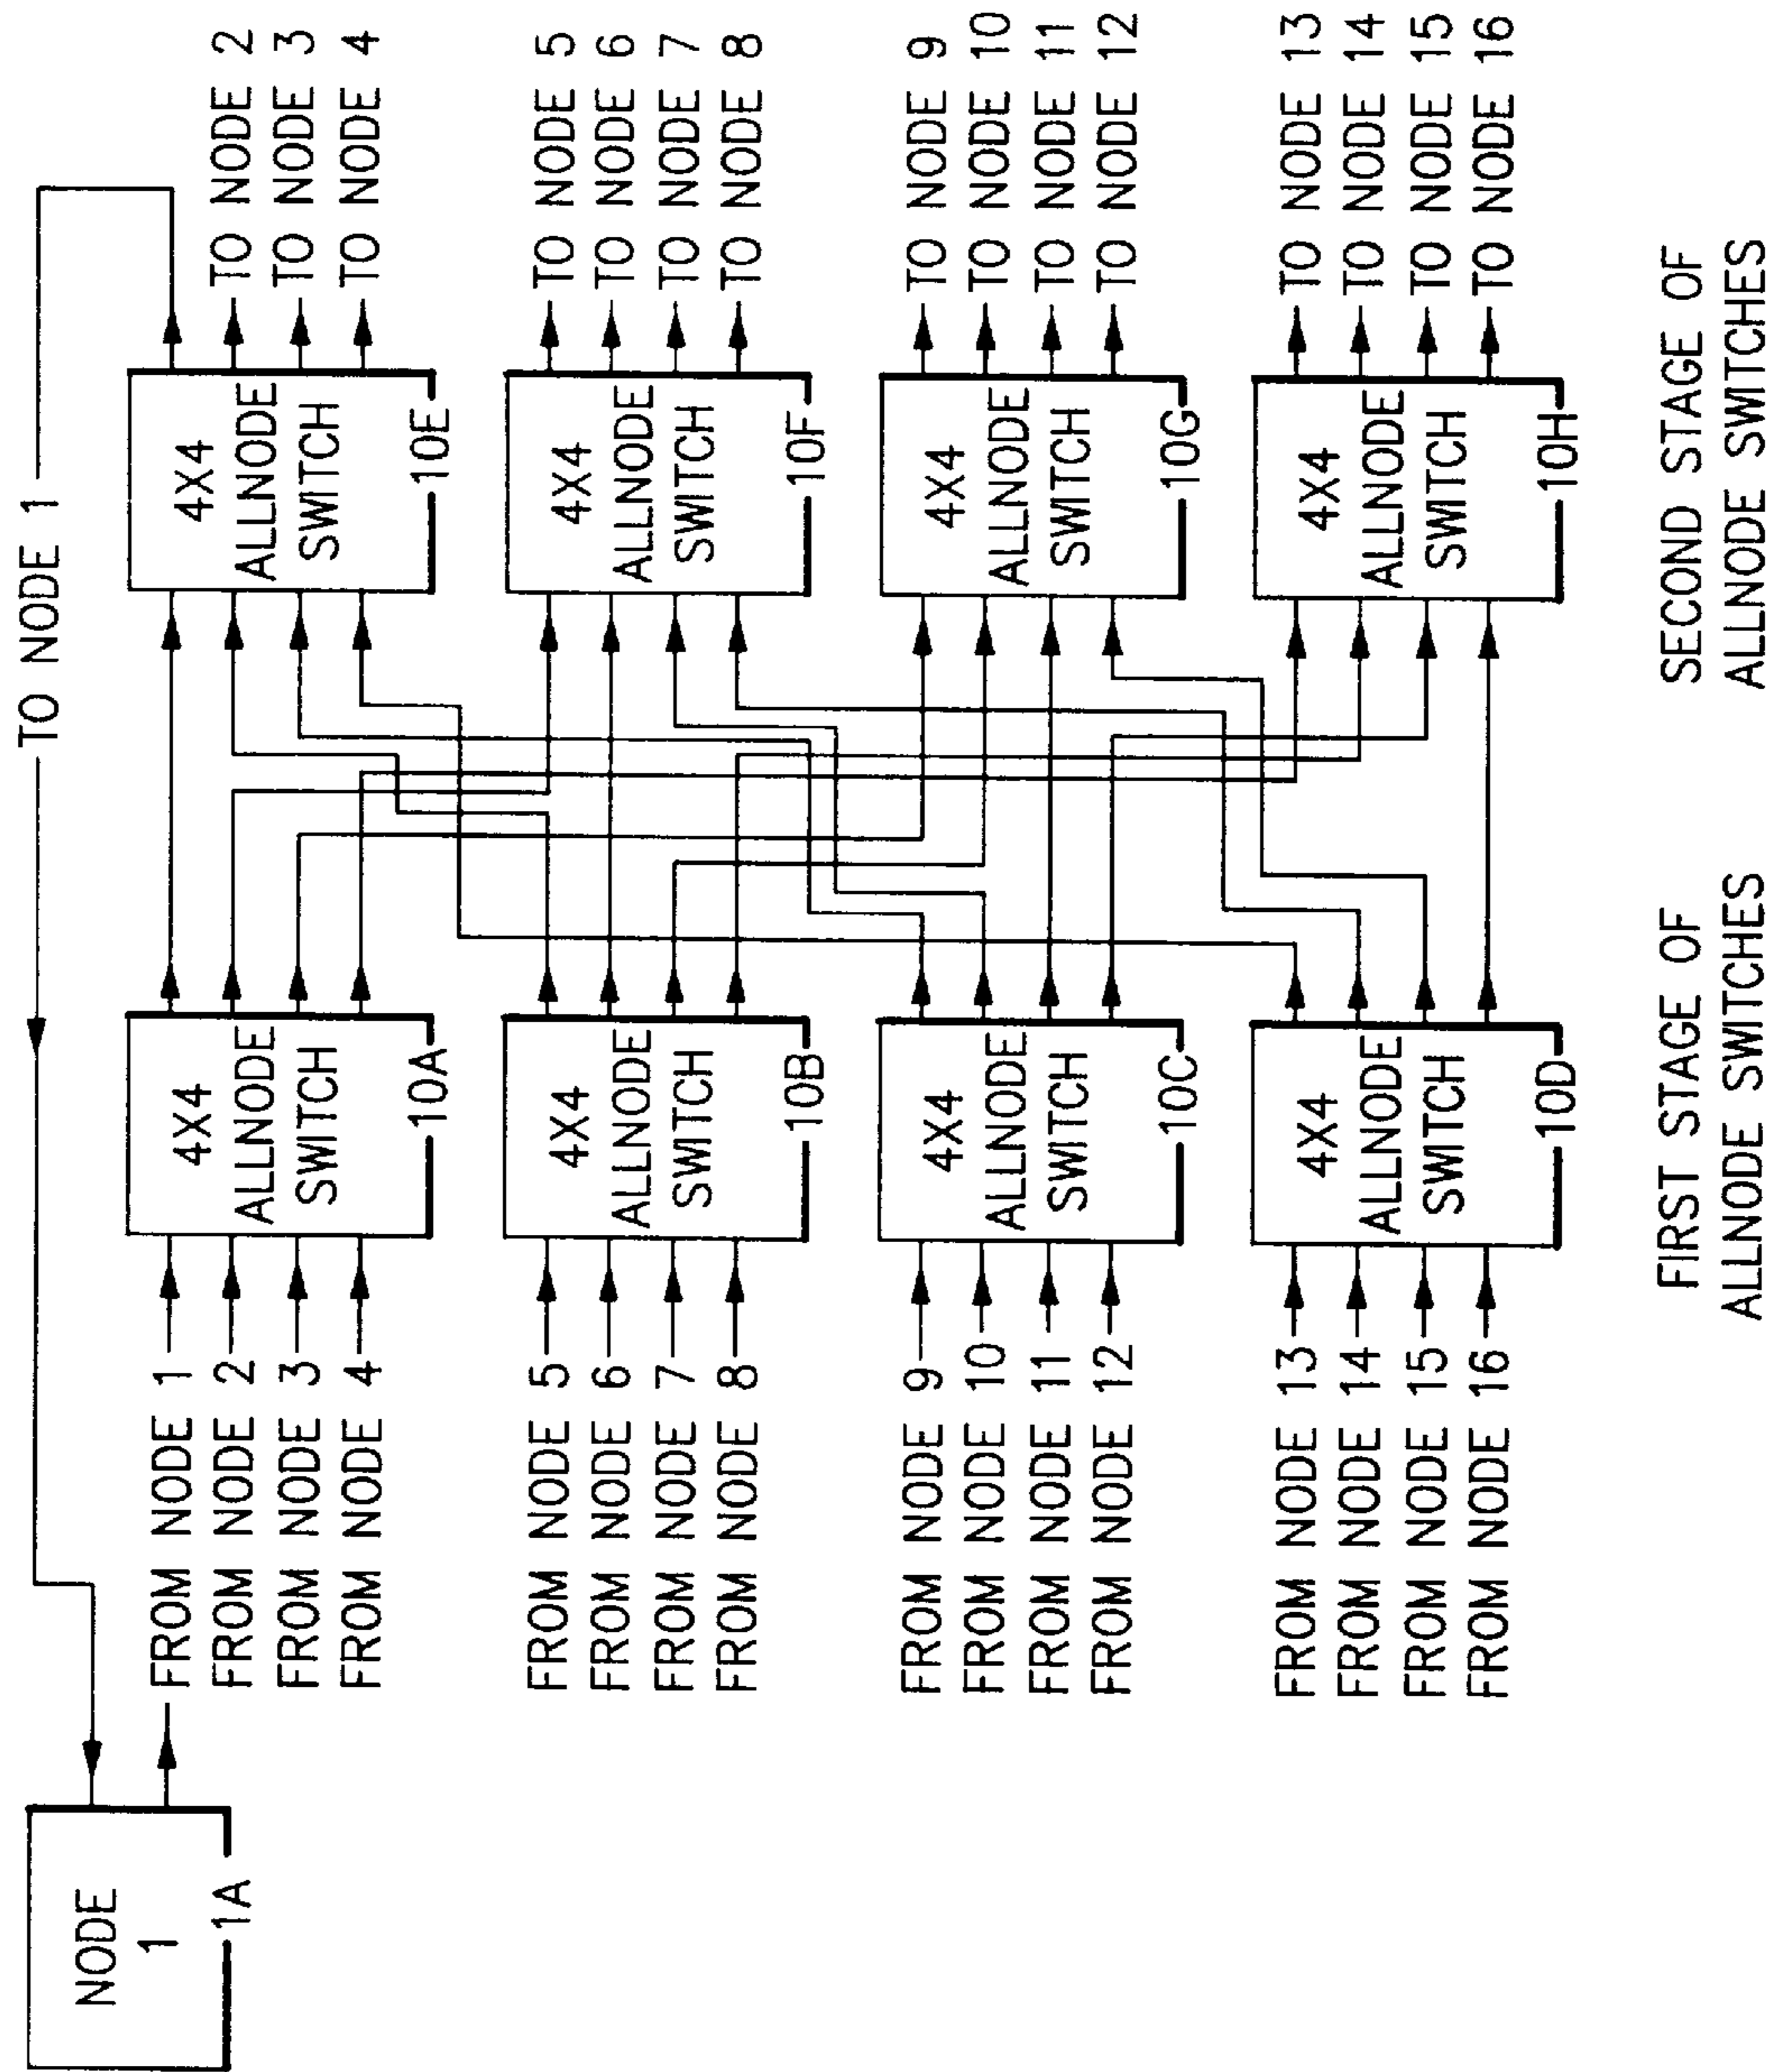 TO NODE 1
NODE
1
1A
FROM NODE 1
FROM NODE 2
FROM NODE 3
FROM NODE 4
4X4
ALLNODE
SWITCH
10A
4X4
ALLNODE
SWITCH
10E
TO NODE 2
TO NODE 3
TO NODE 4
FROM NODE 5
FROM NODE 6
FROM NODE 7
FROM NODE 8
4X4
ALLNODE
SWITCH
10B
4X4
ALLNODE
SWITCH
10F
TO NODE 5
TO NODE 6
TO NODE 7
TO NODE 8
FROM NODE 9
FROM NODE 10
FROM NODE 11
FROM NODE 12
4X4
ALLNODE
SWITCH
10C
4X4
ALLNODE
SWITCH
10G
TO NODE 9
TO NODE 10
TO NODE 11
TO NODE 12
FROM NODE 13
FROM NODE 14
FROM NODE 15
FROM NODE 16
4X4
ALLNODE
SWITCH
10D
4X4
ALLNODE
SWITCH
10H
TO NODE 13
TO NODE 14
TO NODE 15
TO NODE 16
FIRST STAGE OF
ALLNODE SWITCHES
SECOND STAGE OF
ALLNODE SWITCHES